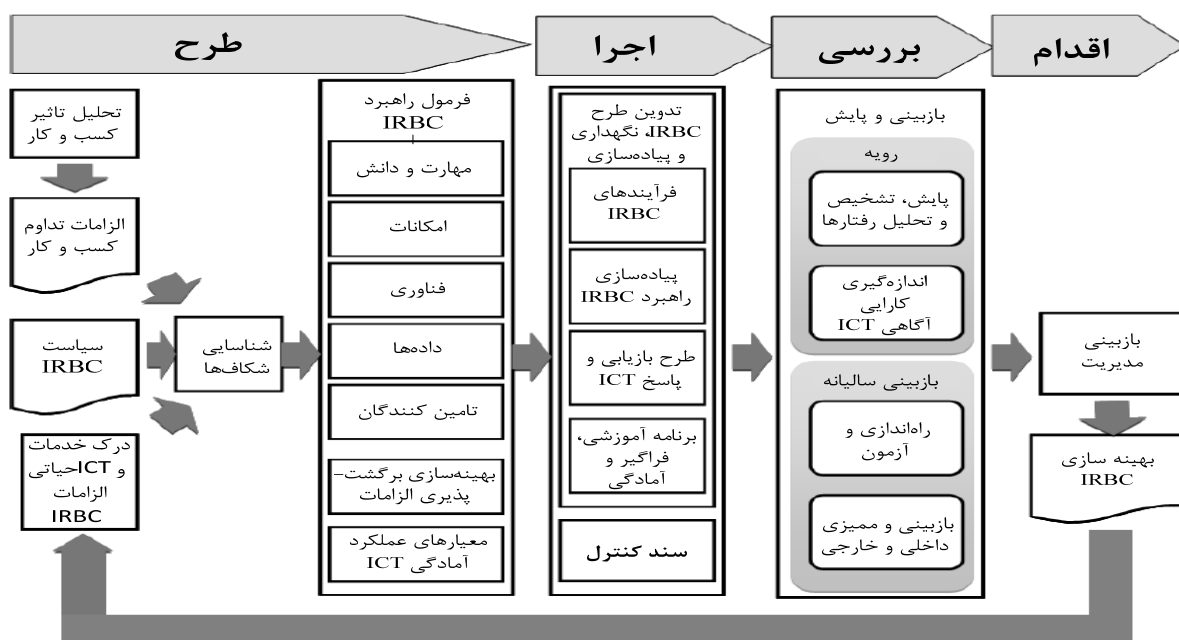 طرح
اجرا
بررسی
اقدام
تحلیل تاثیر
کسب و کار
الزامات تداوم
کسب و کار
سیاست
IRBC
درک خدمات
و ICTحیاتی
الزامات
IRBC
شناسایی
شکاف‌ها
فرمول راهبرد
IRBC
مهارت و دانش
امکانات
فناوری
داده‌ها
تامین کنندگان
بهینه‌سازی برگشت-
پذیری الزامات
معیارهای عملکرد
آمادگی ICT
تدوین طرح
IRBC، نگهداری
و پیاده‌سازی
فرآیندهای
IRBC
پیاده‌سازی
راهبرد IRBC
طرح بازیابی و
پاسخ ICT
برنامه آموزشی،
فراگیر و
آمادگی
سند کنترل
بازبینی و پایش
رویه
پایش، تشخیص
و تحلیل رفتارها
اندازه‌گیری
کارایی
آگاهی ICT
بازبینی سالیانه
راه‌اندازی و
آزمون
بازبینی و ممیزی
داخلی و خارجی
بازبینی
مدیریت
بهینه سازی
IRBC